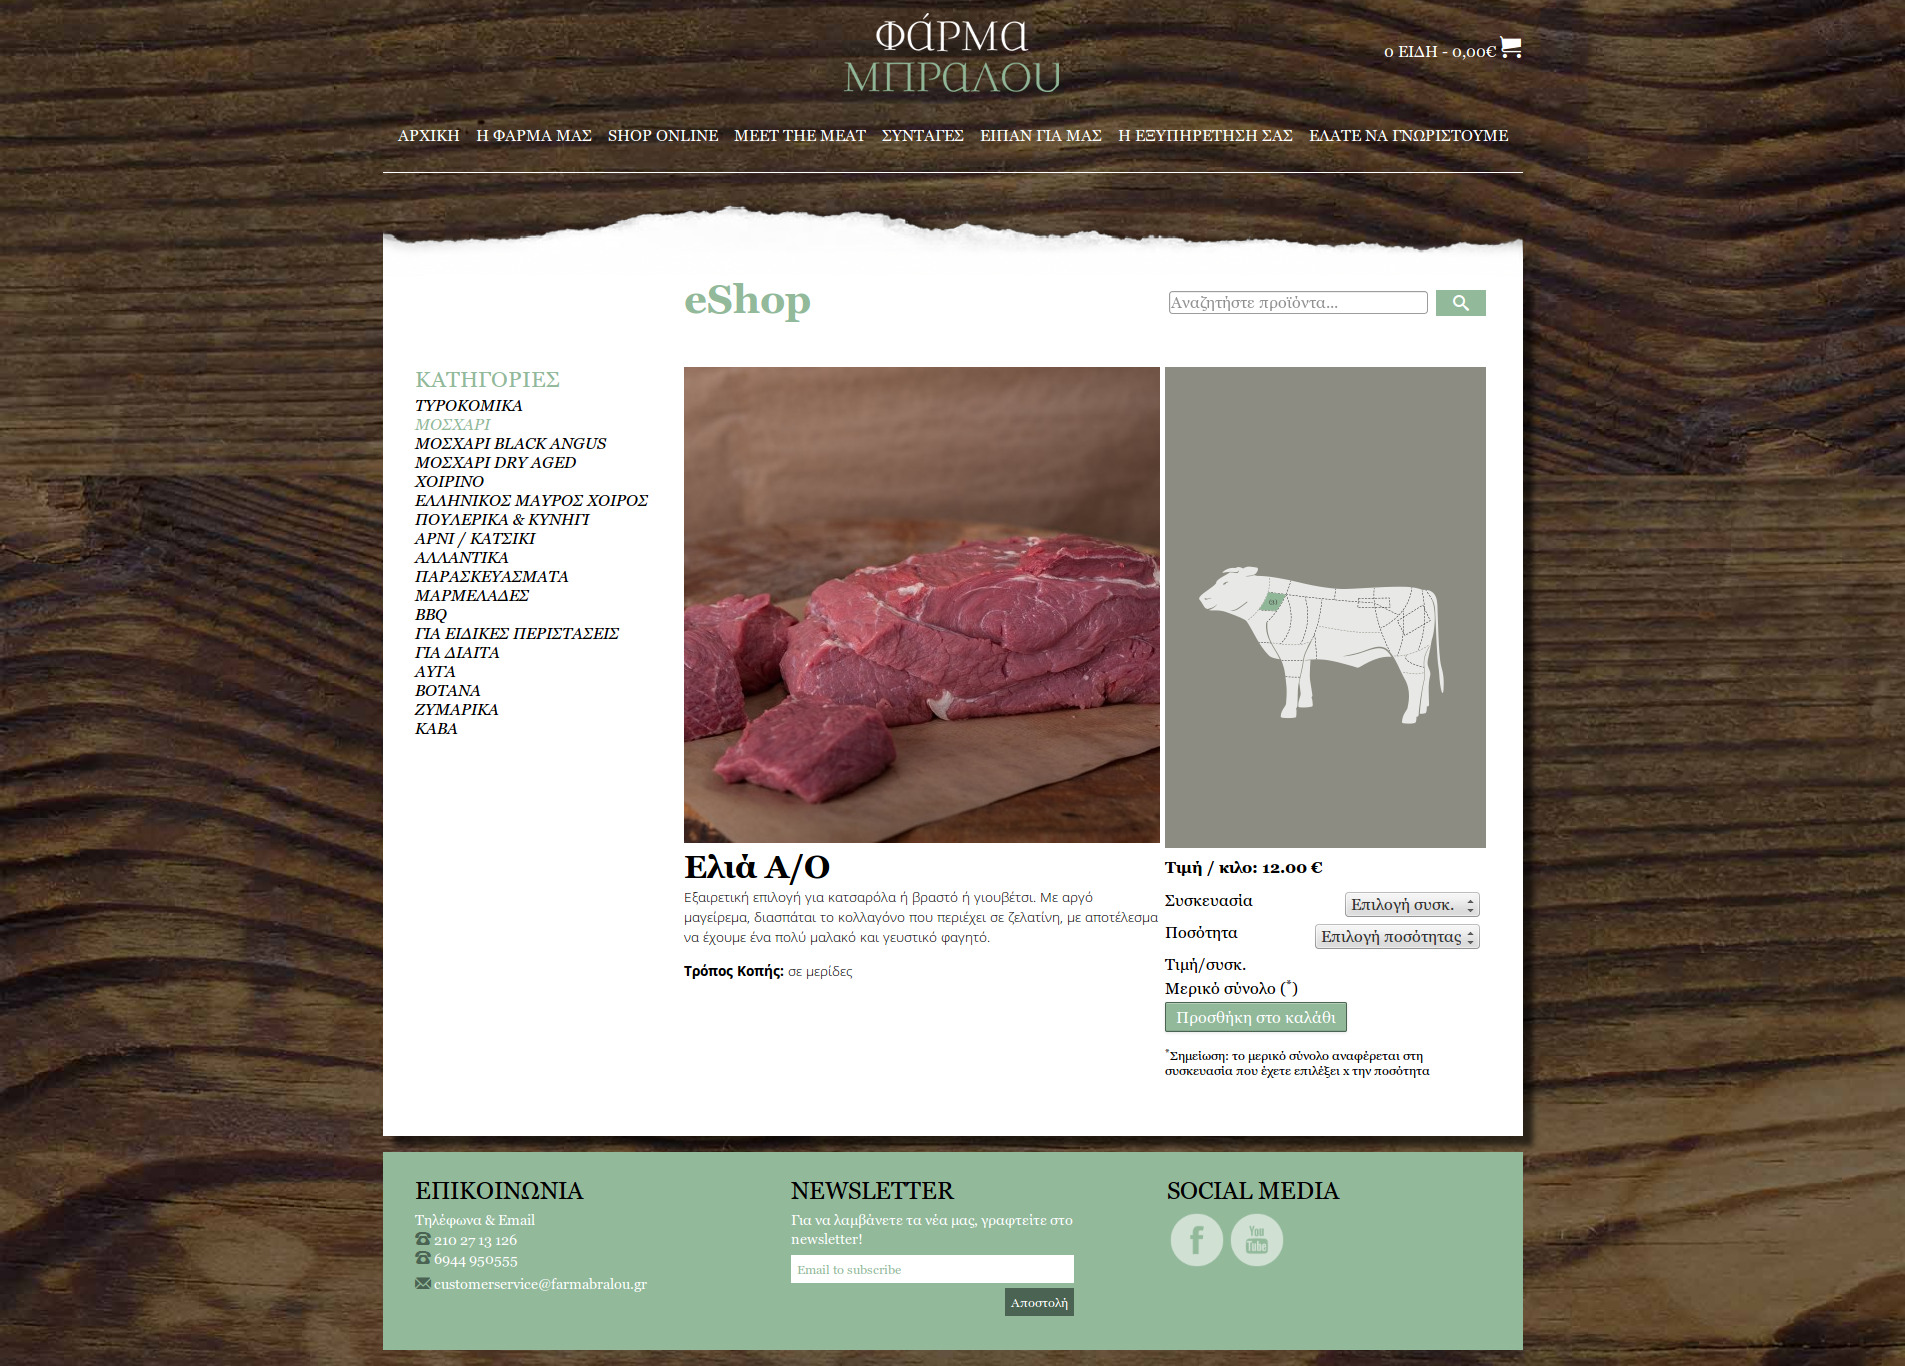 ΦάΡΜα
ΜΠΡαΛΟΥ
0 ΕΙΔΗ - 0,00€
ΑΡΧΙΚΗ Η ΦΑΡΜΑ ΜΑΣ SHOP ONLINE MEET THE MEAT ΣΥΝΤΑΓΕΣ ΕΙΠΑΝ ΓΙΑ ΜΑΣ Η ΕΞΥΠΗΡΕΤΗΣΗ ΣΑΣ ΕΛΑΤΕ ΝΑ ΓΝΩΡΙΣΤΟΥΜΕ
eShop
Αναζητήστε προϊόντα...
ΚΑΤΗΓΟΡΙΕΣ
ΤΥΡΟΚΟΜΙΚΑ
ΜΟΣΧΑΡΙ
ΜΟΣΧΑΡΙ BLACK ANGUS
ΜΟΣΧΑΡΙ DRY AGED
ΧΟΙΡΙΝΟ
ΕΛΛΗΝΙΚΟΣ ΜΑΥΡΟΣ ΧΟΙΡΟΣ
ΠΟΥΛΕΡΙΚΑ & ΚΥΝΗΓΙ
ΑΡΝΙ / ΚΑΤΣΙΚΙ
ΑΛΛΑΝΤΙΚΑ
ΠΑΡΑΣΚΕΥΑΣΜΑΤΑ
ΜΑΡΜΕΛΑΔΕΣ
BBQ
ΓΙΑ ΕΙΔΙΚΕΣ ΠΕΡΙΣΤΑΣΕΙΣ
ΓΙΑ ΔΙΑΙΤΑ
ΑΥΓΑ
ΒΟΤΑΝΑ
ΖΥΜΑΡΙΚΑ
ΚΑΒΑ
Ελιά Α/Ο
Εξαιρετική επιλογή για κατσαρόλα ή βραστό ή γιουβέτσι. Με αργό
μαγείρεμα, διασπάται το κολλαγόνο που περιέχει σε ζελατίνη, με αποτέλεσμα
να έχουμε ένα πολύ μαλακό και γευστικό φαγητό.
Τρόπος Κοπής: σε μερίδες
Τιμή / κιλο: 12.00 €
Συσκευασία Επιλογή συσκ.
Ποσότητα Επιλογή ποσότητας
Τιμή/συσκ.
Μερικό σύνολο (*)
Προσθήκη στο καλάθι
*Σημείωση: το μερικό σύνολο αναφέρεται στη
συσκευασία που έχετε επιλέξει x την ποσότητα
ΕΠΙΚΟΙΝΩΝΙΑ
Τηλέφωνα & Email
210 27 13 126
6944 950555
customerservice@farmabralou.gr
NEWSLETTER
Για να λαμβάνετε τα νέα μας, γραφτείτε στο
newsletter!
Email to subscribe
Αποστολή
SOCIAL MEDIA
f
You
Tube